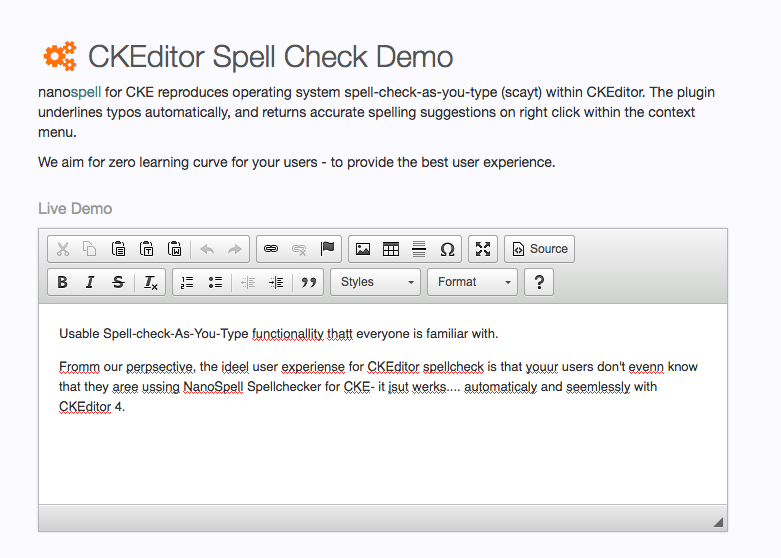 CKEditor Spell Check Demo
nanospell for CKE reproduces operating system spell-check-as-you-type (scayt) within CKEditor. The plugin
underlines typos automatically, and returns accurate spelling suggestions on right click within the context
menu.
We aim for zero learning curve for your users - to provide the best user experience.
Live Demo
Source
B I S Tx Styles Format ?
Usable Spell-check-As-You-Type functionallity thatt everyone is familiar with.
Fromm our perpsective, the ideel user experiense for CKEditor spellcheck is that youur users don't evenn know
that they aree ussing NanoSpell Spellchecker for CKE- it jsut werks.... automaticaly and seemlessly with
CKEditor 4.